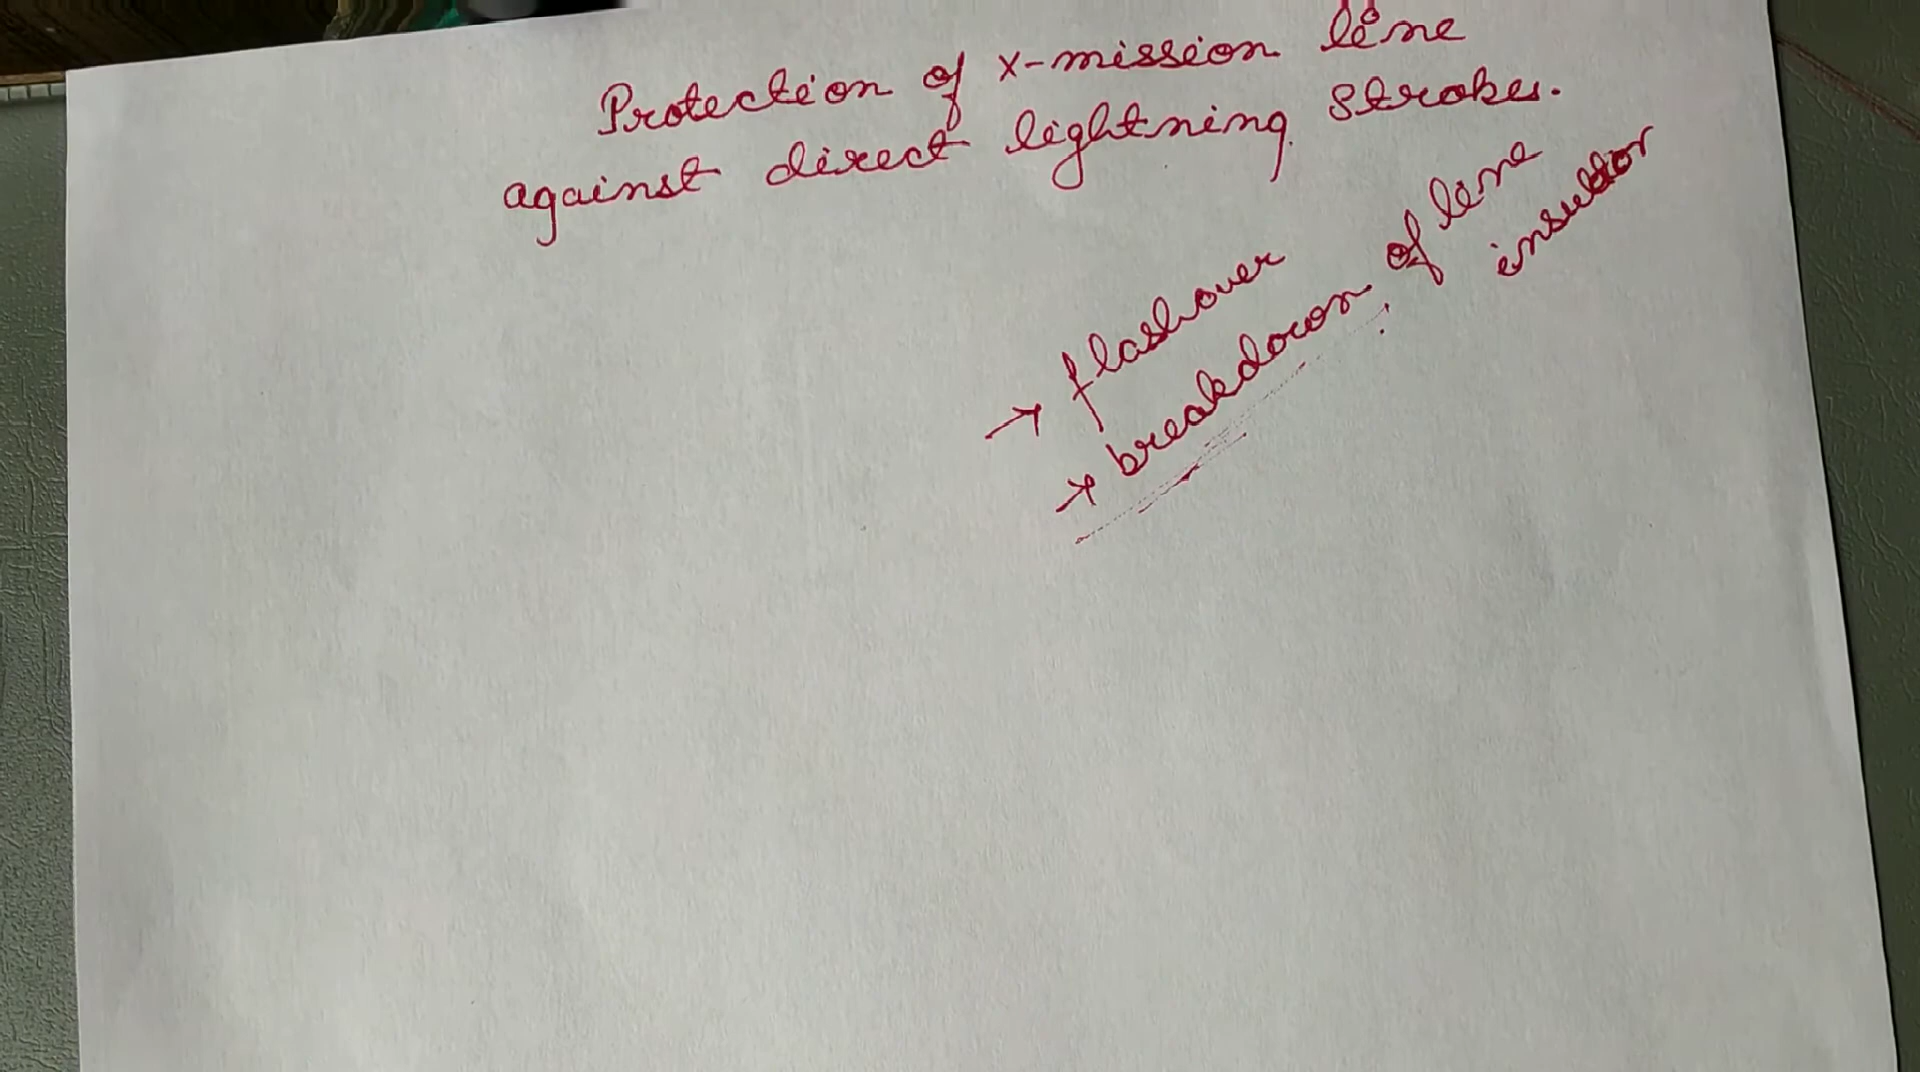 Protection of x-mission line
against direct lightning strokes.
→ flashover
→ breakdown of line
insulator